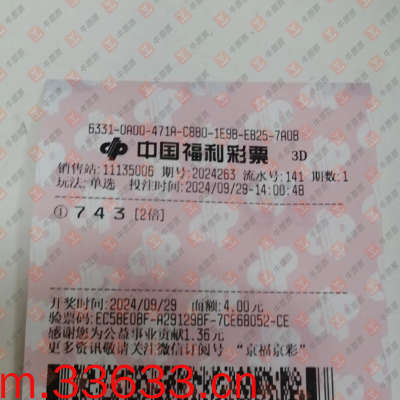 6331-0A00-471A-C880-1E9B-EB25-7A0B
中国福利彩票 3D
销售站:11135006 期号:2024263 流水号:141 期数:1
玩法:单选 投注时间:2024/09/29-14:00:48
① 7 4 3 [2倍]
开奖时间:2024/09/29 面额:4.00元
验票码:EC5BE0BF-A291298F-7CE6B052-CE
感谢您为公益事业贡献1.36元
更多资讯敬请关注微信订阅号 “京福京彩”
m.33633.cn